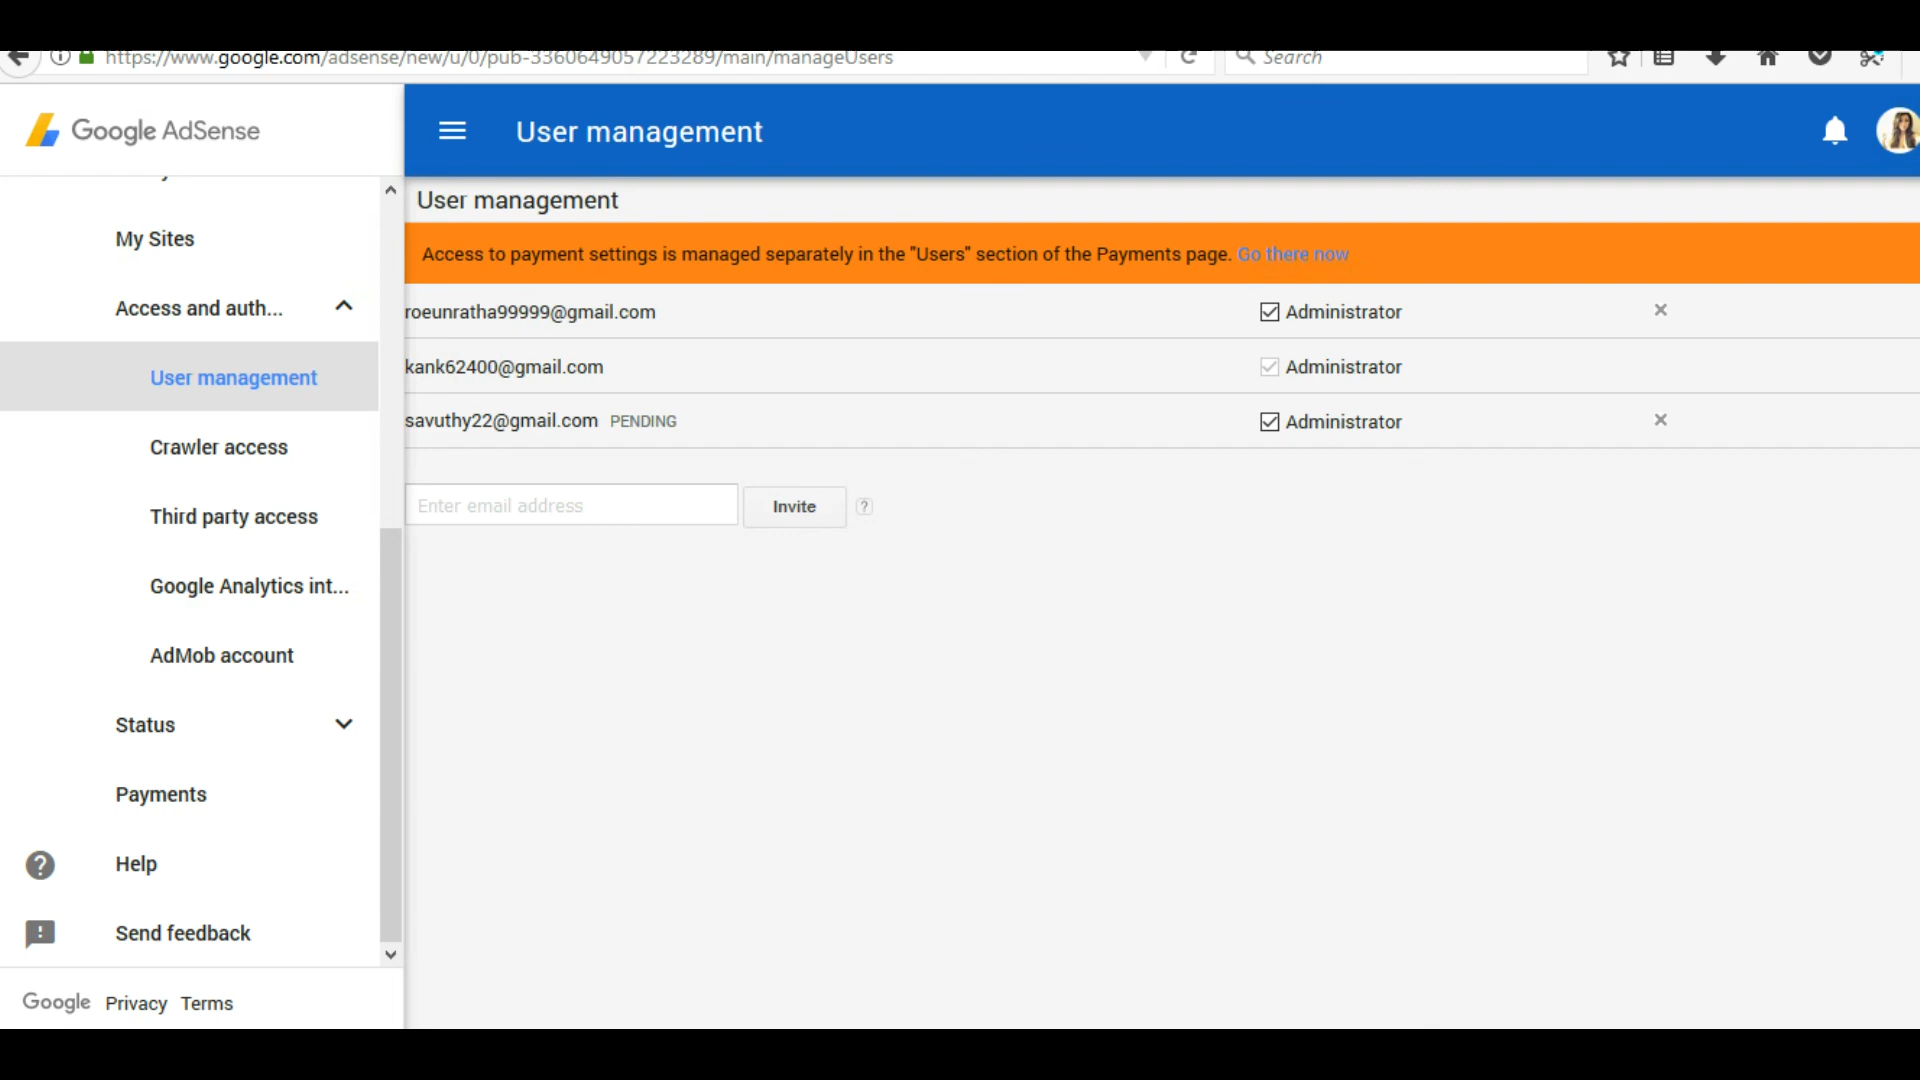 https://www.google.com/adsense/new/u/0/pub-3360649057223289/main/manageUsers
Search
Google AdSense
User management
User management
My Sites
Access and auth...
User management
Crawler access
Third party access
Google Analytics int...
AdMob account
Status
Payments
Help
Send feedback
Google Privacy Terms
Access to payment settings is managed separately in the "Users" section of the Payments page. Go there now
roeunratha99999@gmail.com Administrator
kank62400@gmail.com Administrator
savuthy22@gmail.com PENDING Administrator
Enter email address Invite ?